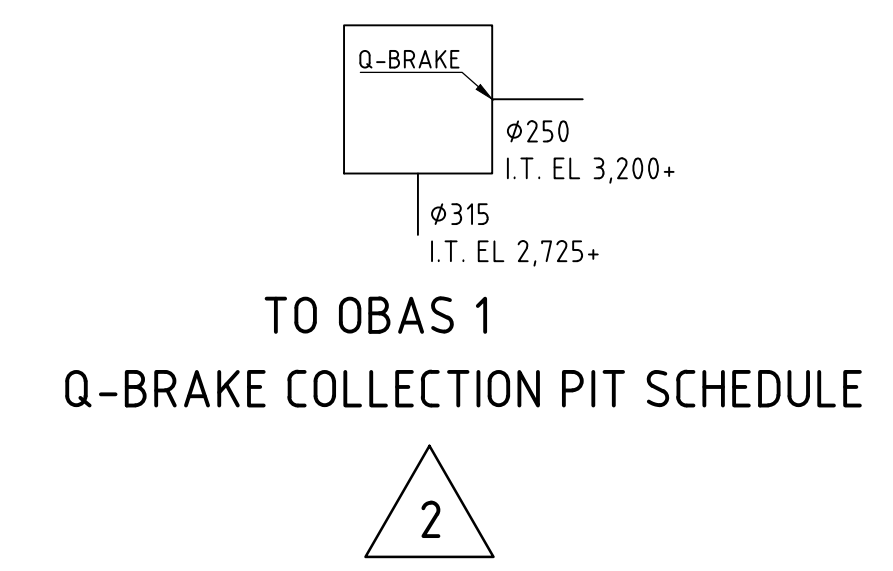 Q-BRAKE
Ø250
I.T. EL 3,200+
Ø315
I.T. EL 2,725+
TO OBAS 1
Q-BRAKE COLLECTION PIT SCHEDULE
2